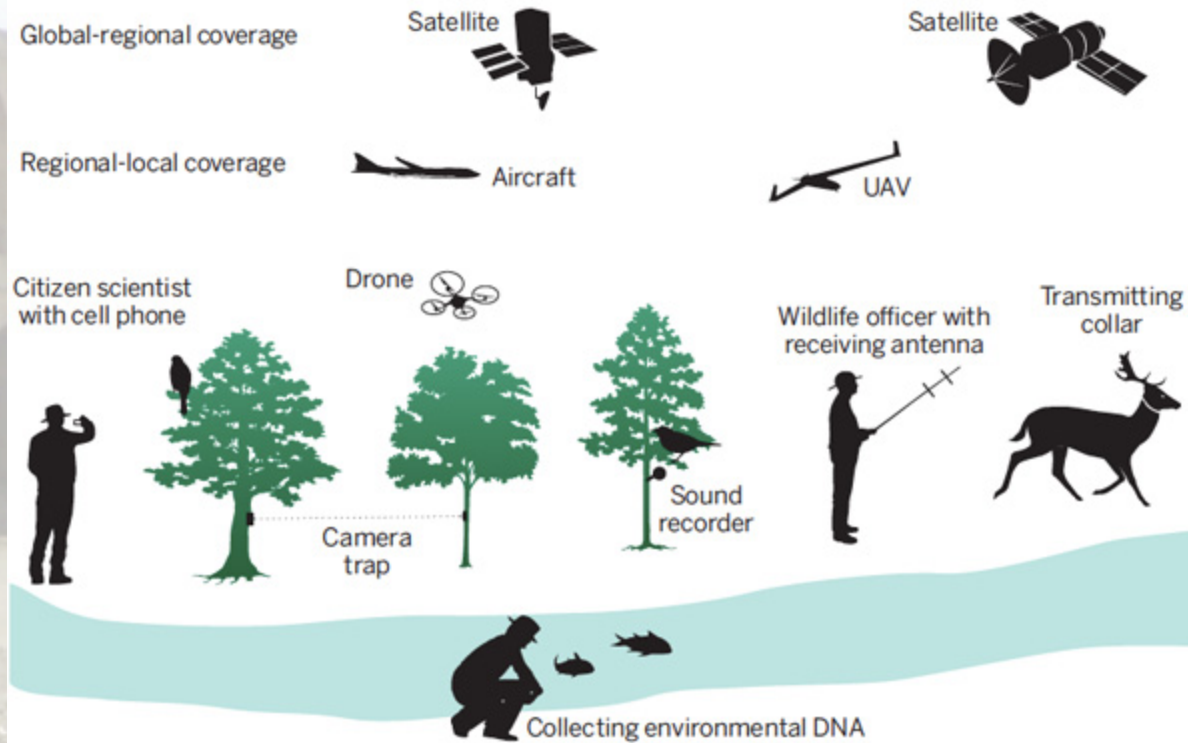 Global-regional coverage
Satellite
Satellite
Regional-local coverage
Aircraft
UAV
Citizen scientist
with cell phone
Drone
Wildlife officer with
receiving antenna
Transmitting
collar
Camera
trap
Sound
recorder
Collecting environmental DNA